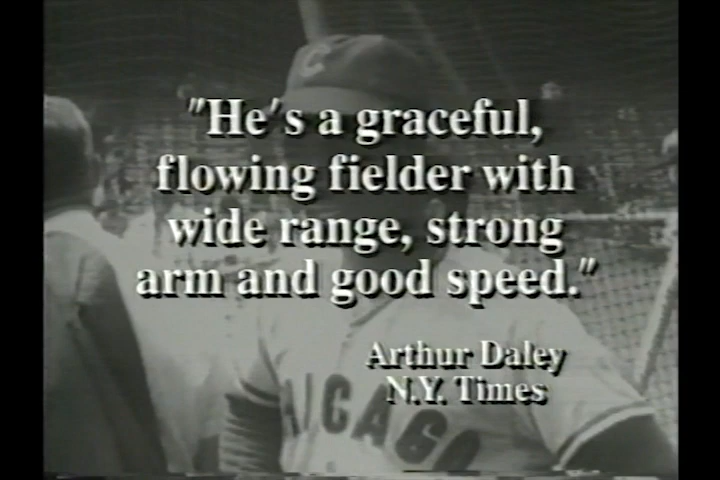 C
"He's a graceful,
flowing fielder with
wide range, strong
arm and good speed."
Arthur Daley
N.Y. Times
CHICAGO